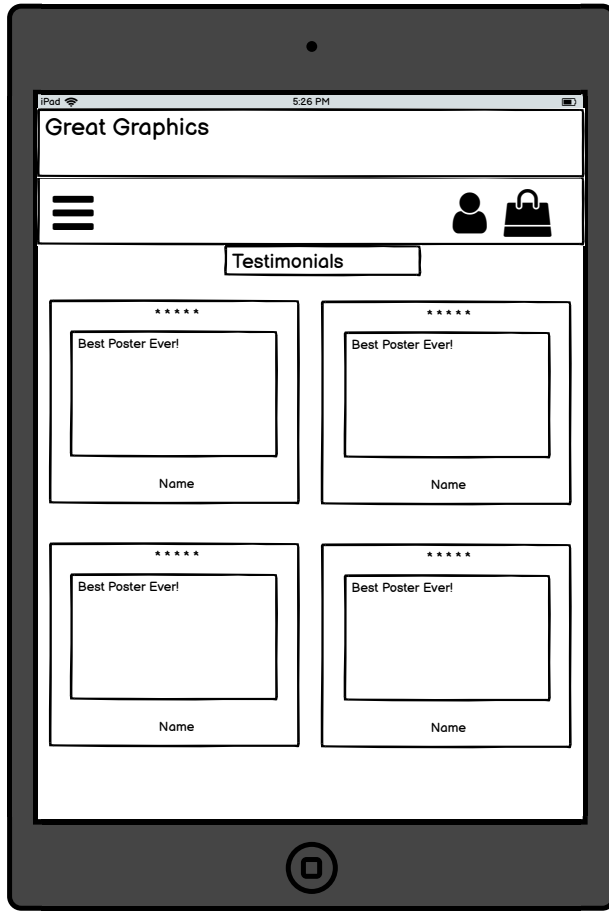 iPad 5:26 PM
Great Graphics
Testimonials
* * * * *
Best Poster Ever!
Name
* * * * *
Best Poster Ever!
Name
* * * * *
Best Poster Ever!
Name
* * * * *
Best Poster Ever!
Name